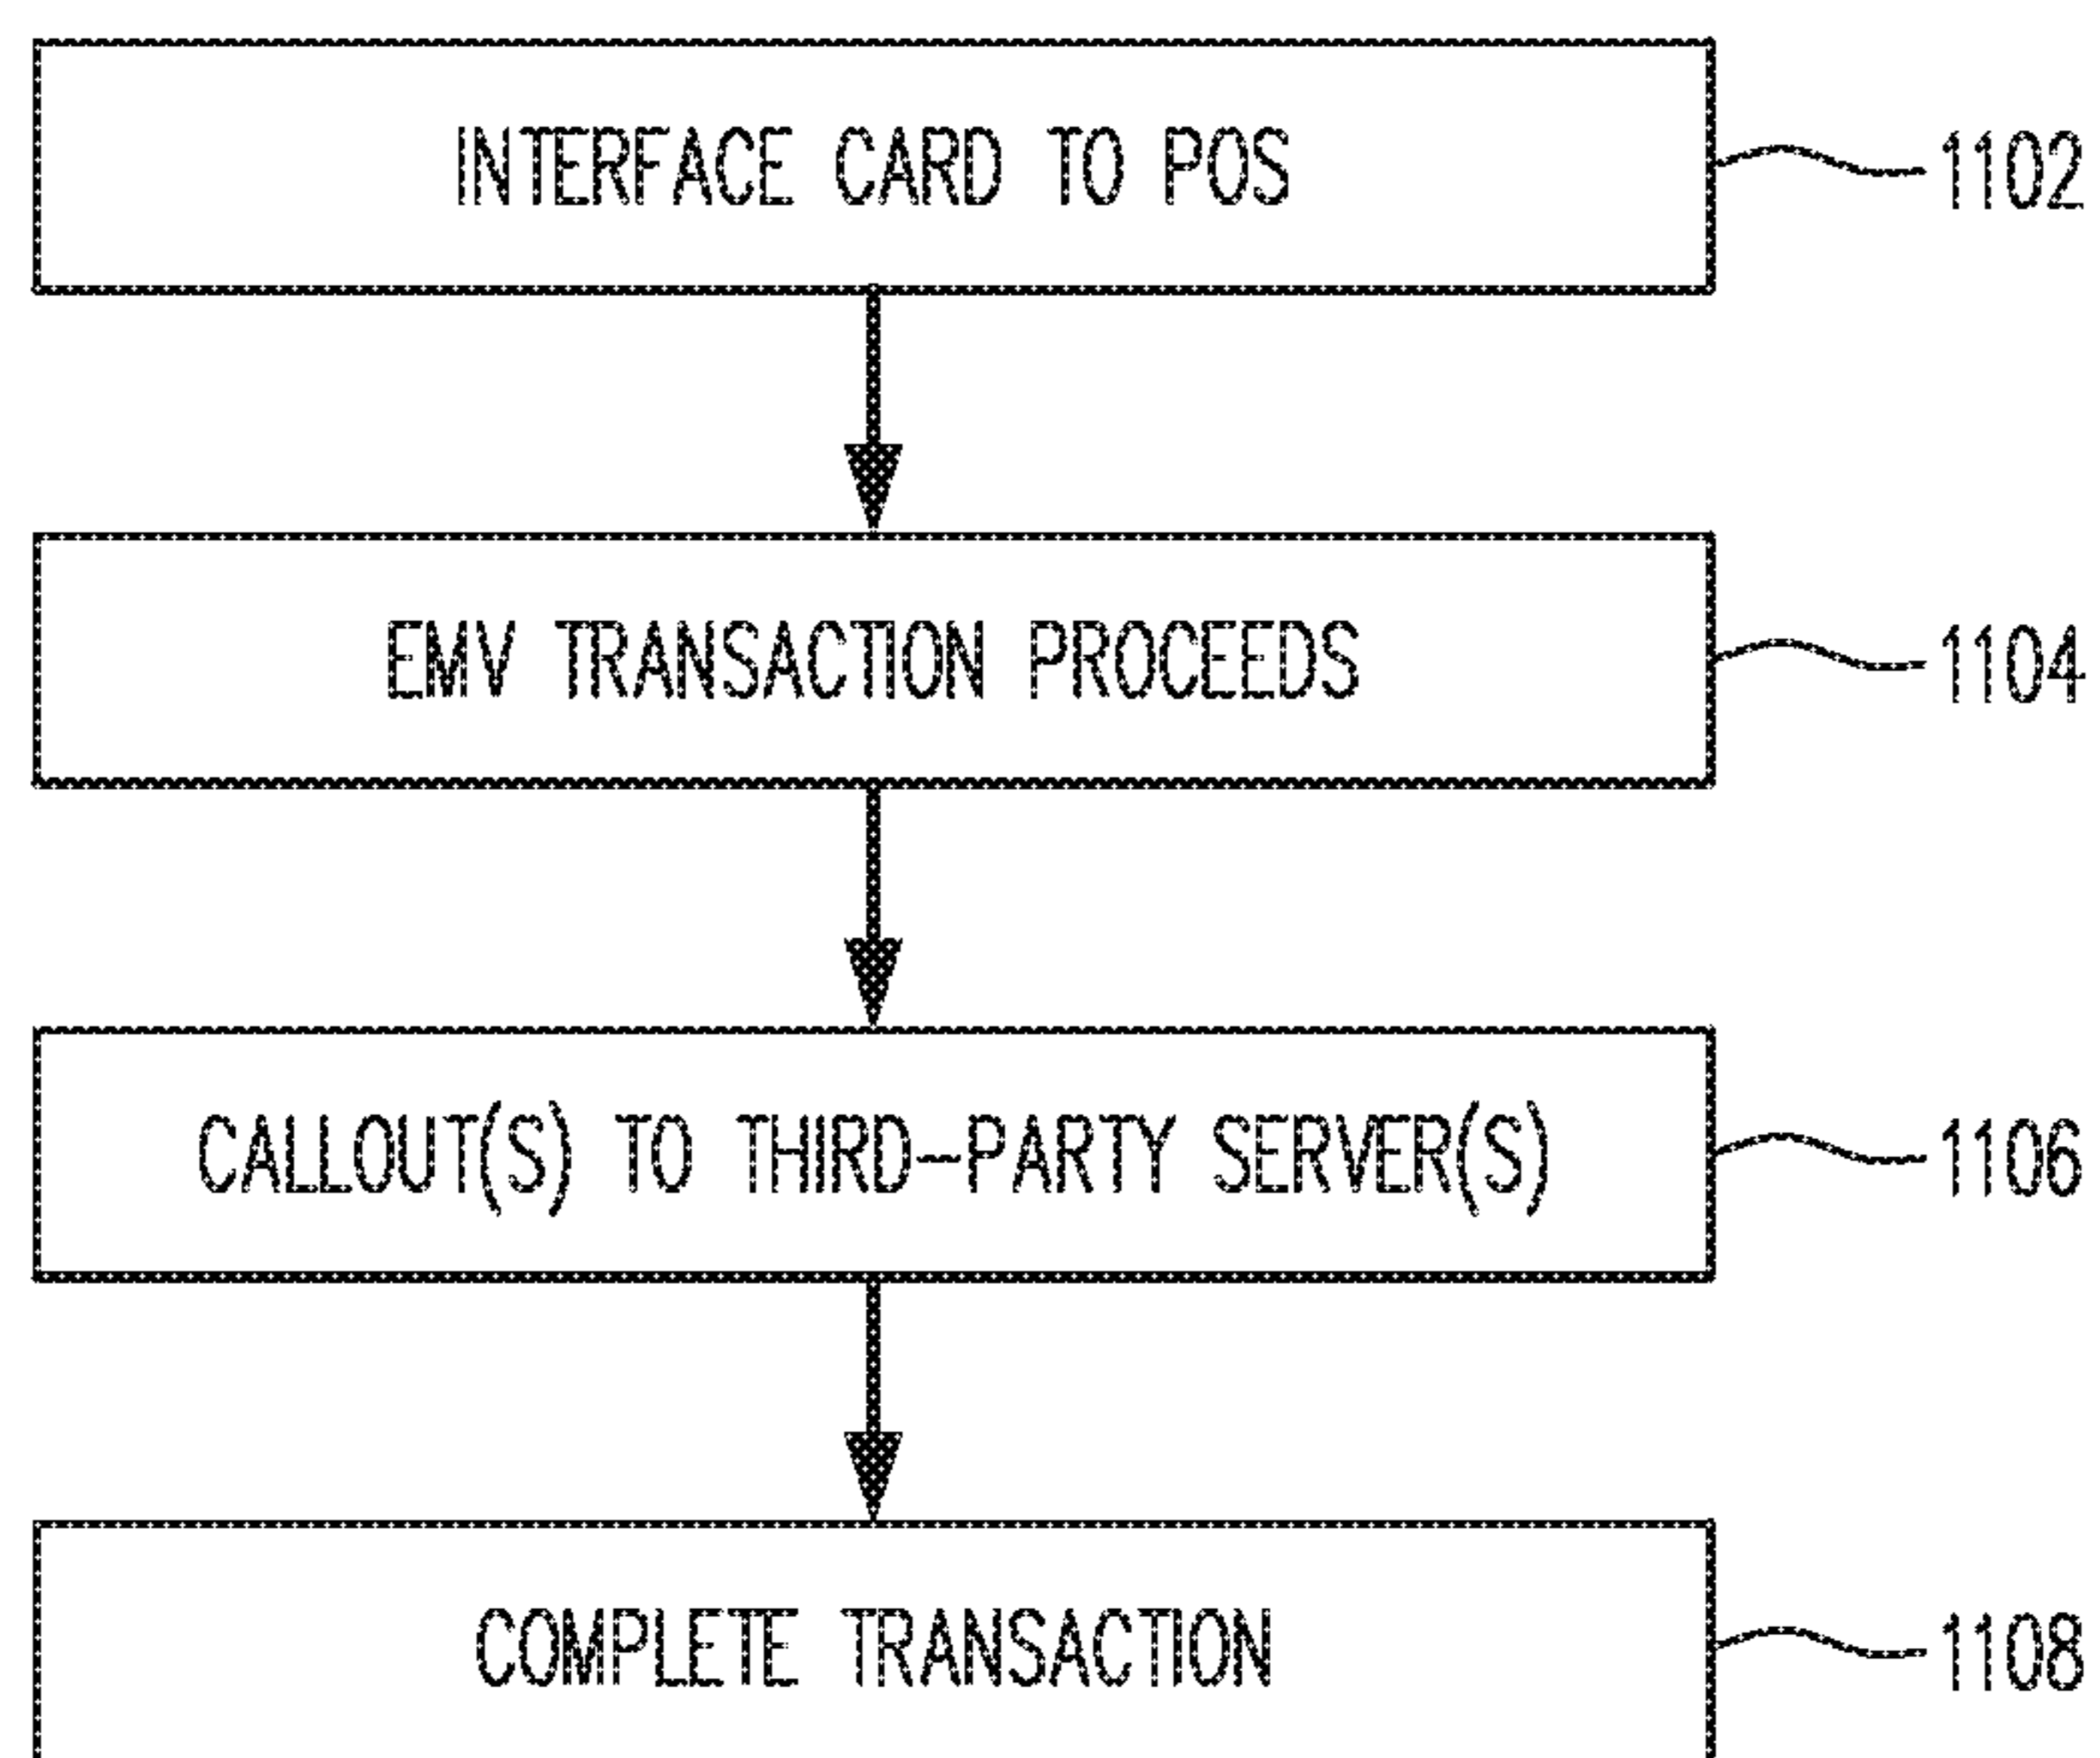 INTERFACE CARD TO POS
1102
EMV TRANSACTION PROCEEDS
1104
CALLOUT(S) TO THIRD-PARTY SERVER(S)
1106
COMPLETE TRANSACTION
1108